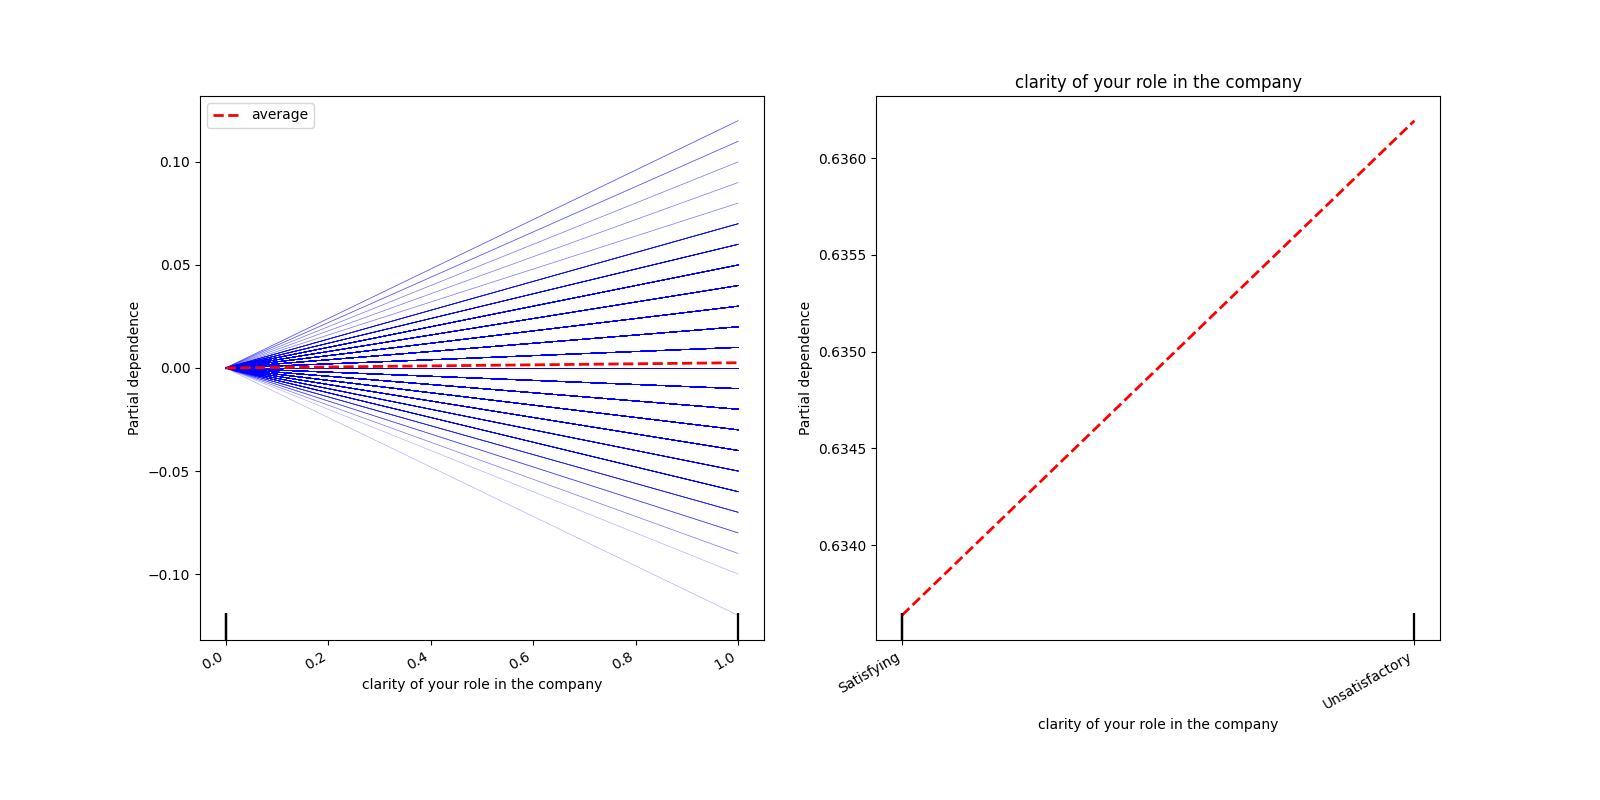 average
0.10
0.05
0.00
−0.05
−0.10
Partial dependence
0.0
0.2
0.4
0.6
0.8
1.0
clarity of your role in the company
clarity of your role in the company
0.6360
0.6355
0.6350
0.6345
0.6340
Partial dependence
Satisfying
Unsatisfactory
clarity of your role in the company